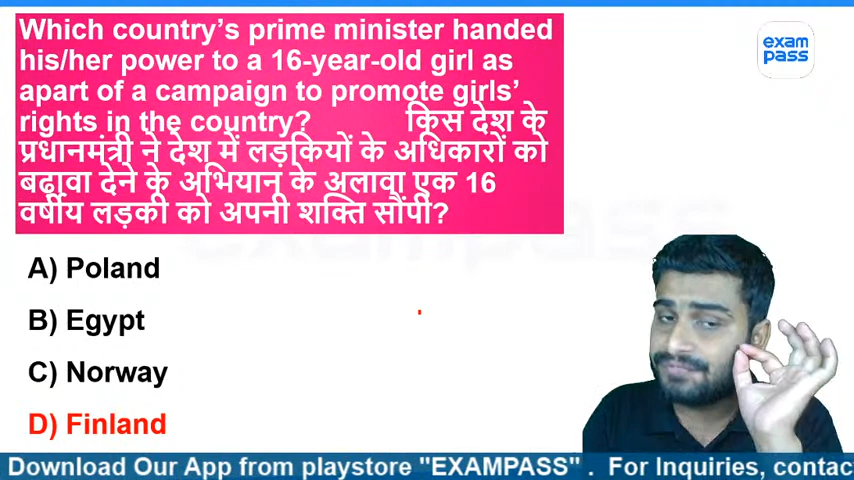 Which country’s prime minister handed
his/her power to a 16-year-old girl as
apart of a campaign to promote girls’
rights in the country? किस देश के
प्रधानमंत्री ने देश में लड़कियों के अधिकारों को
बढ़ावा देने के अभियान के अलावा एक 16
वर्षीय लड़की को अपनी शक्ति सौंपी?
exam
pass
exampass
A) Poland
B) Egypt
C) Norway
D) Finland
Download Our App from playstore "EXAMPASS" . For Inquiries, contac